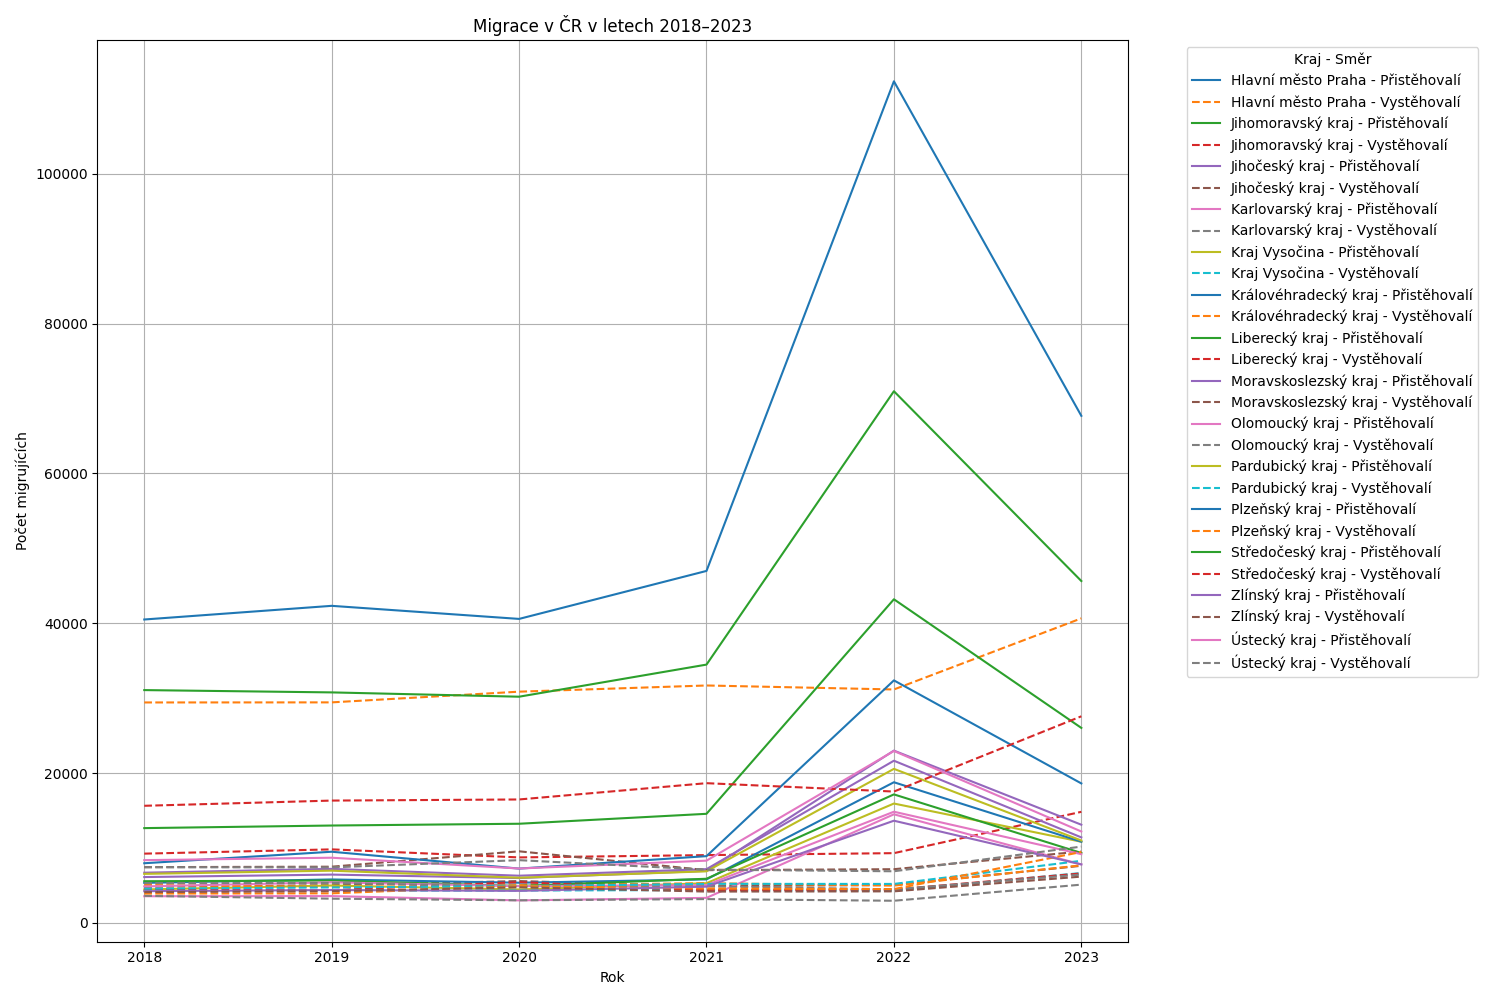 Migrace v ČR v letech 2018–2023
Počet migrujících
100000
80000
60000
40000
20000
0
2018 2019 2020 2021 2022 2023
Rok
Kraj - Směr
Hlavní město Praha - Přistěhovalí
Hlavní město Praha - Vystěhovalí
Jihomoravský kraj - Přistěhovalí
Jihomoravský kraj - Vystěhovalí
Jihočeský kraj - Přistěhovalí
Jihočeský kraj - Vystěhovalí
Karlovarský kraj - Přistěhovalí
Karlovarský kraj - Vystěhovalí
Kraj Vysočina - Přistěhovalí
Kraj Vysočina - Vystěhovalí
Královéhradecký kraj - Přistěhovalí
Královéhradecký kraj - Vystěhovalí
Liberecký kraj - Přistěhovalí
Liberecký kraj - Vystěhovalí
Moravskoslezský kraj - Přistěhovalí
Moravskoslezský kraj - Vystěhovalí
Olomoucký kraj - Přistěhovalí
Olomoucký kraj - Vystěhovalí
Pardubický kraj - Přistěhovalí
Pardubický kraj - Vystěhovalí
Plzeňský kraj - Přistěhovalí
Plzeňský kraj - Vystěhovalí
Středočeský kraj - Přistěhovalí
Středočeský kraj - Vystěhovalí
Zlínský kraj - Přistěhovalí
Zlínský kraj - Vystěhovalí
Ústecký kraj - Přistěhovalí
Ústecký kraj - Vystěhovalí